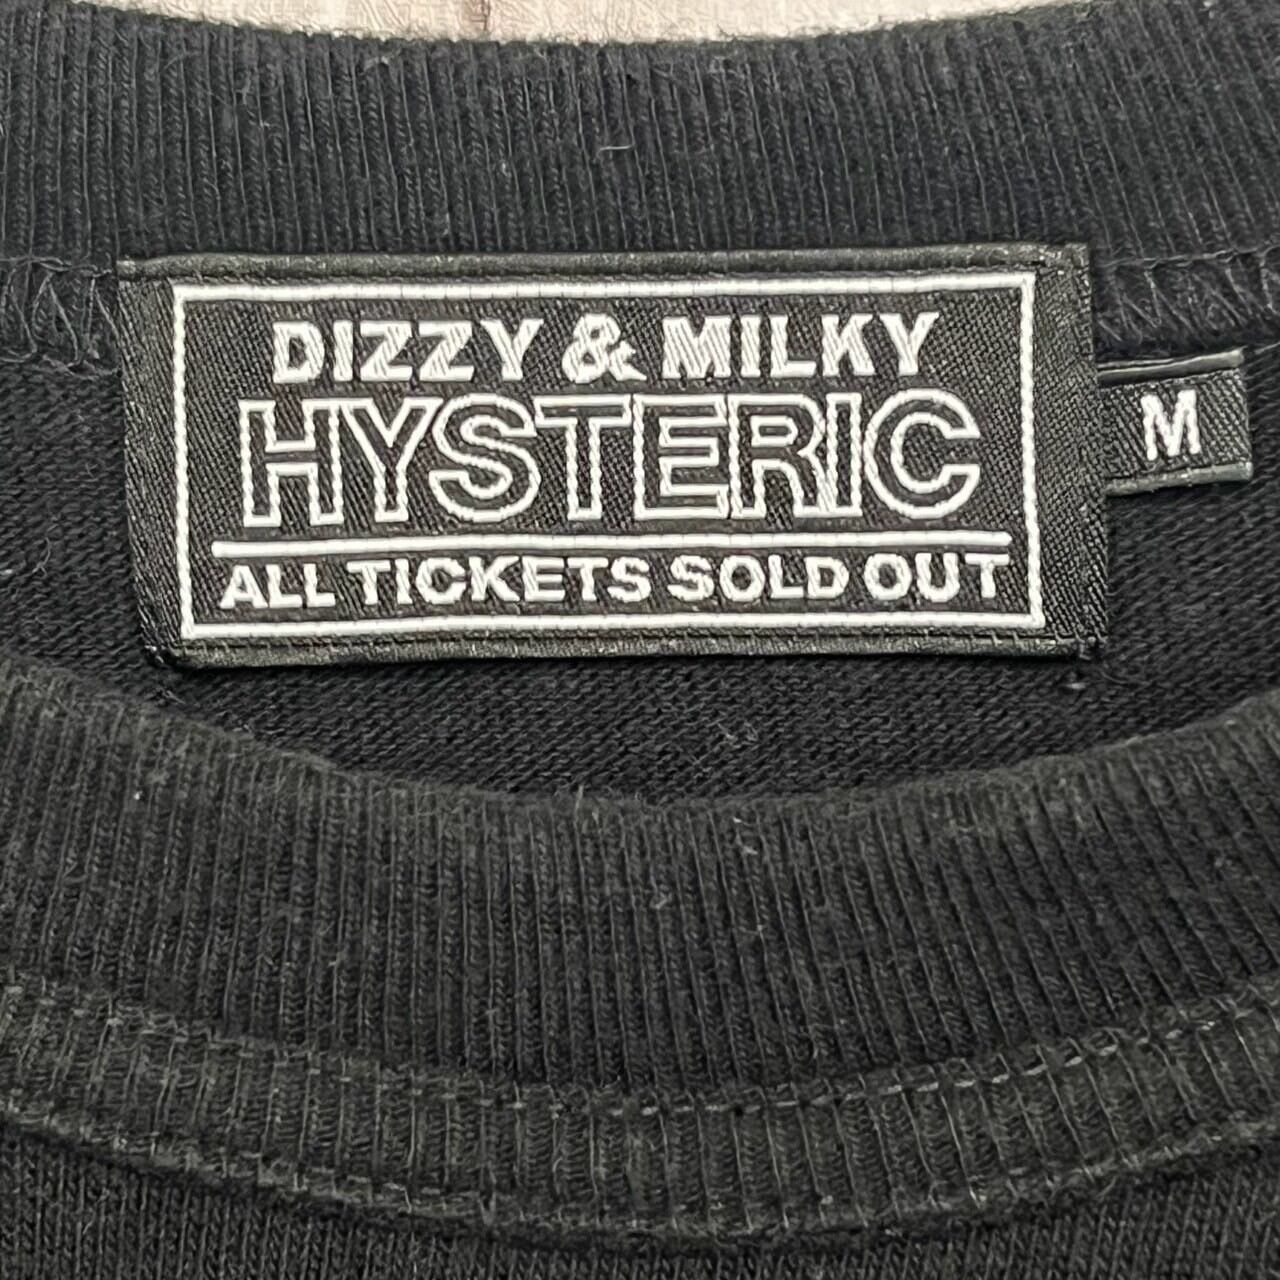 DIZZY & MILKY
HYSTERIC
ALL TICKETS SOLD OUT
M